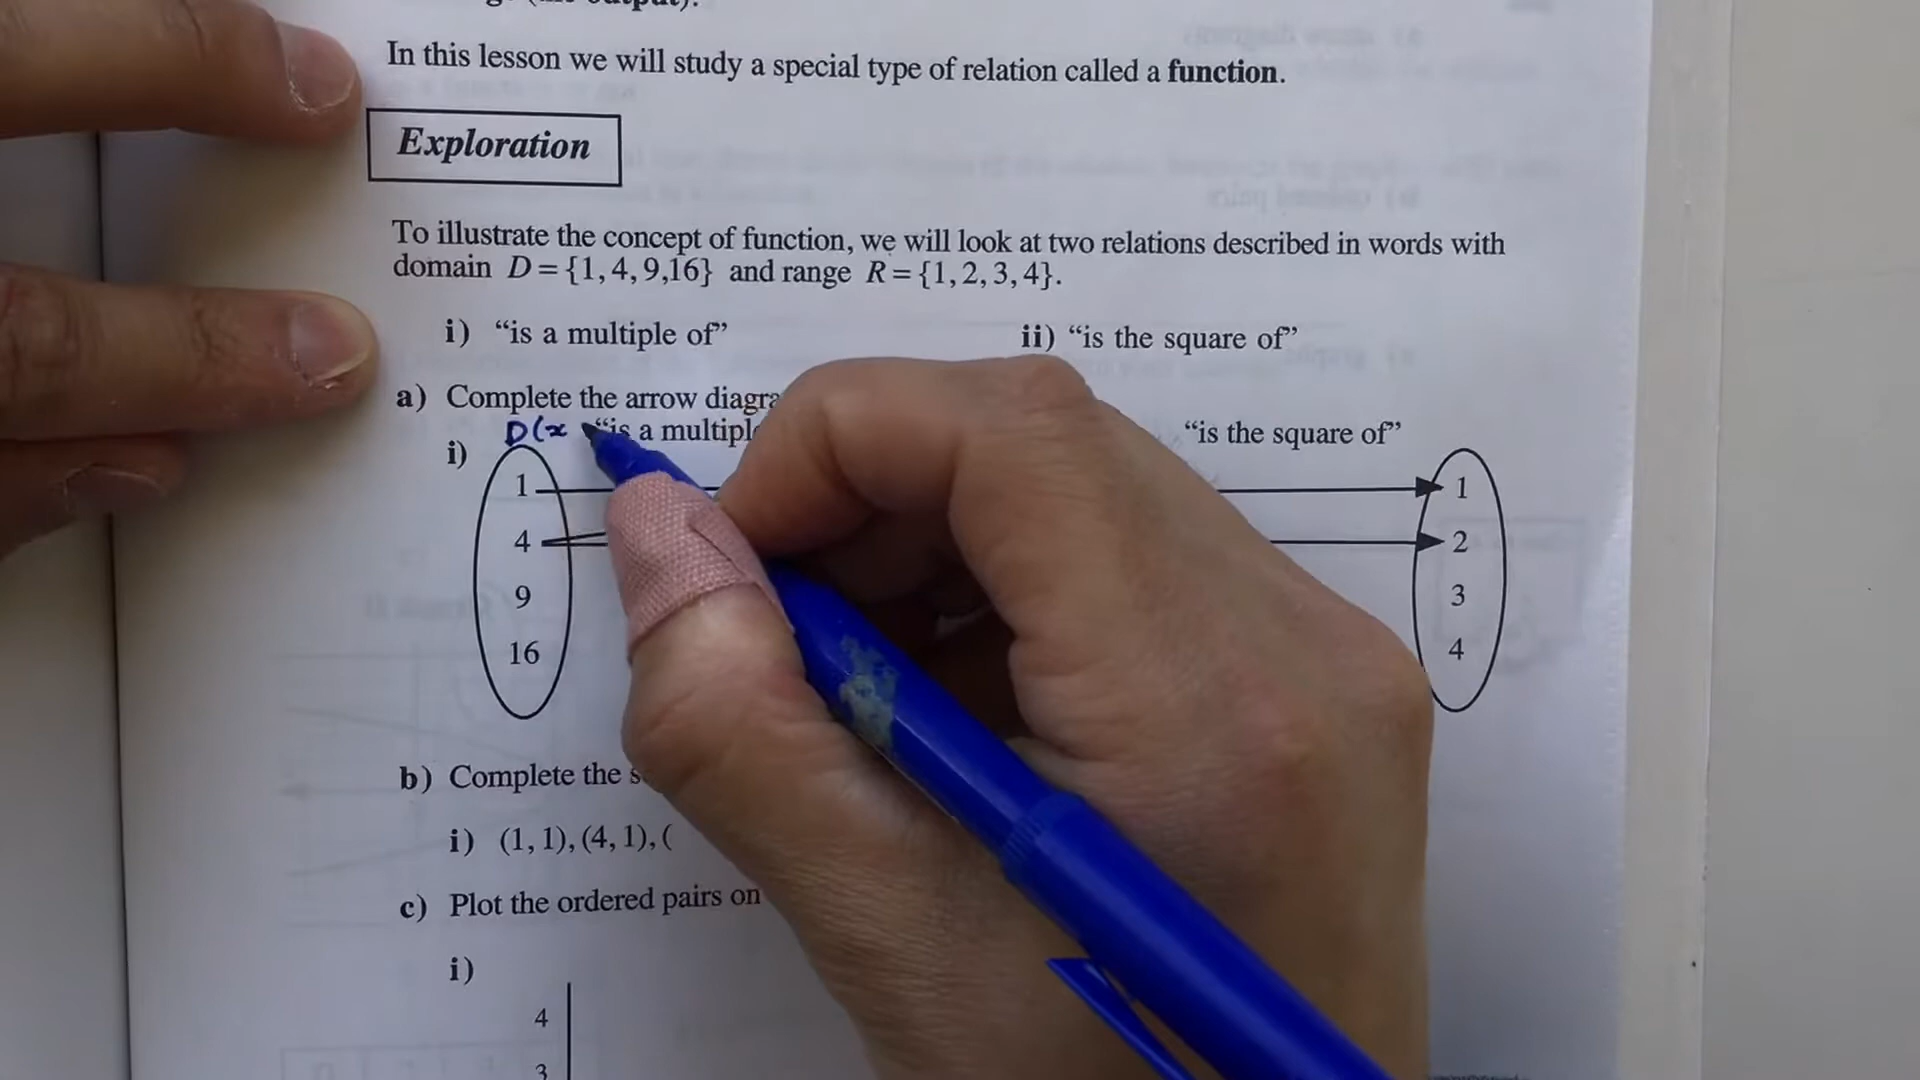 In this lesson we will study a special type of relation called a function.
Exploration
To illustrate the concept of function, we will look at two relations described in words with
domain D = {1, 4, 9,16} and range R = {1, 2, 3, 4}.
i) “is a multiple of” ii) “is the square of”
a) Complete the arrow
D(x “is a “is the square of”
i)
1 1
4 2
9 3
16 4
b) Complete the
i) (1, 1), (4, 1), (
c) Plot the ordered pairs on
i)
4
3